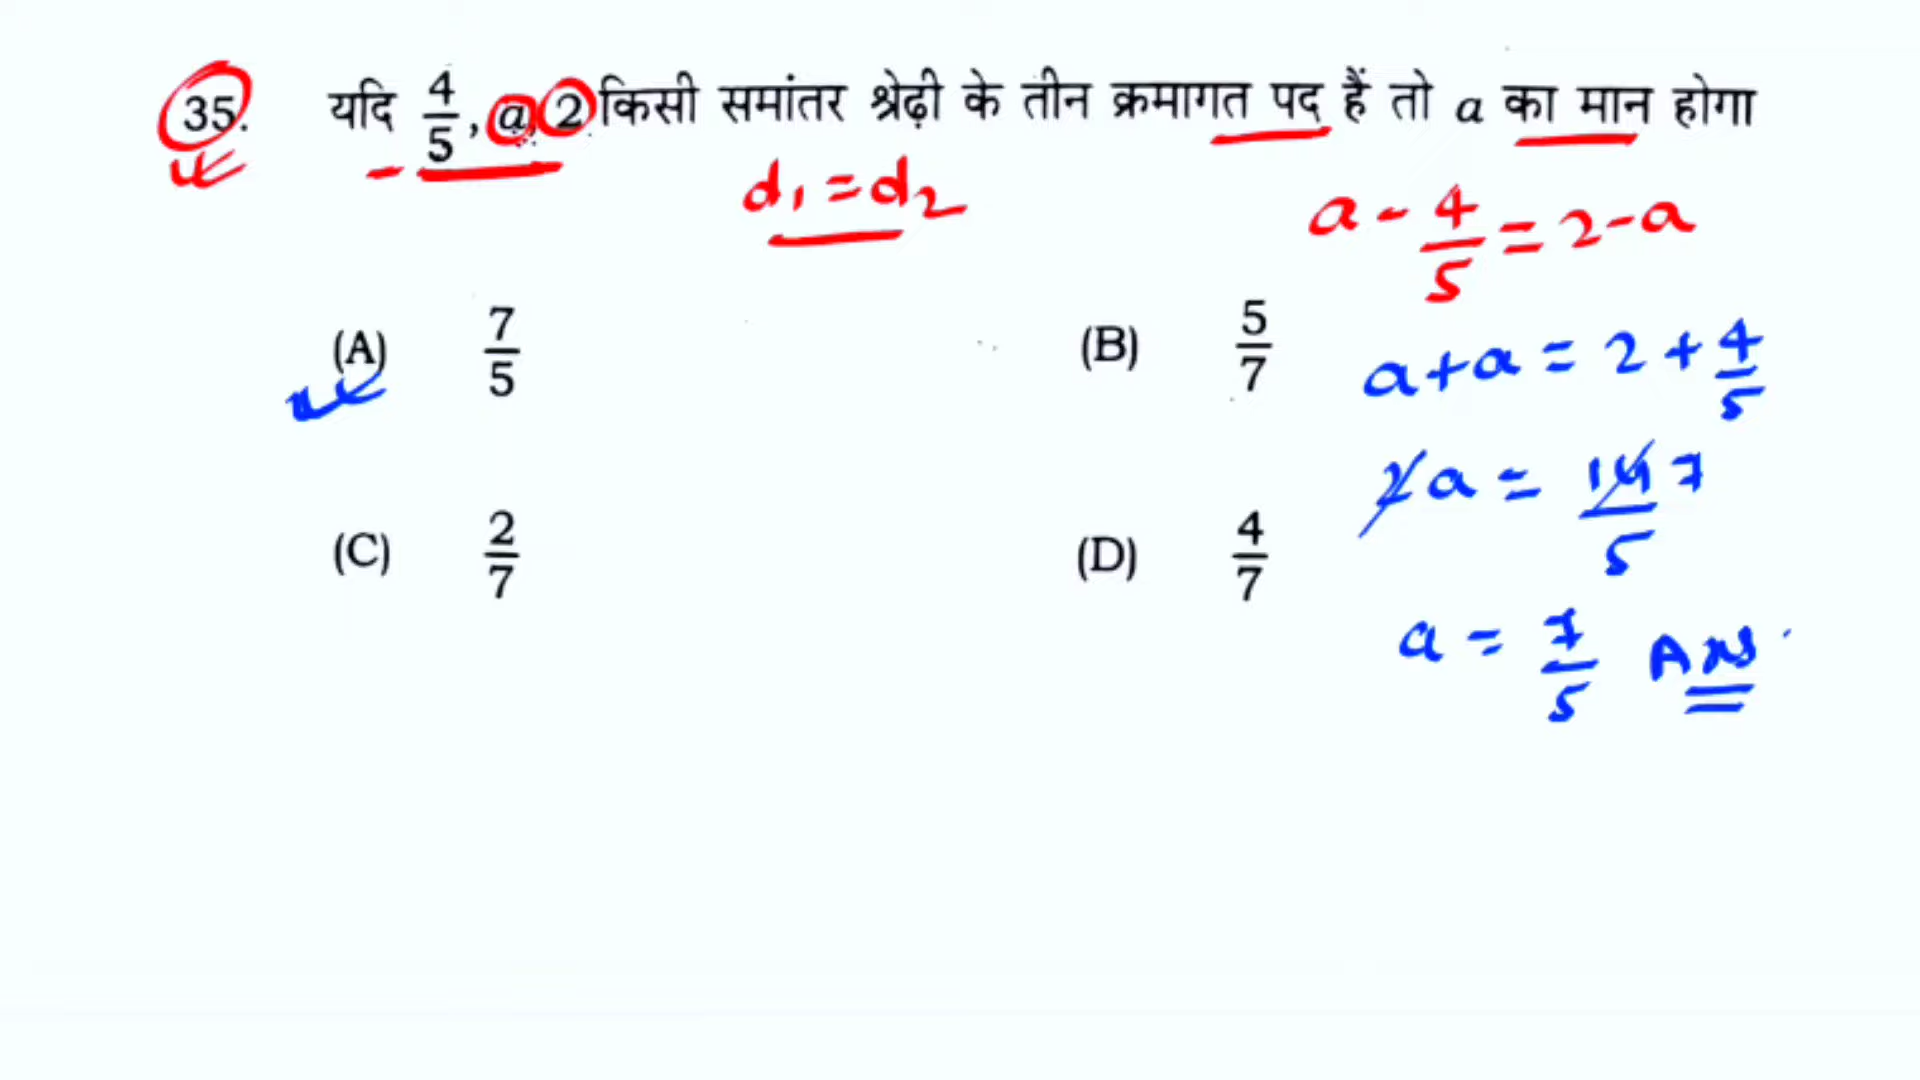 35. यदि 4/5, a, 2 किसी समांतर श्रेढ़ी के तीन क्रमागत पद हैं तो a का मान होगा
d₁ = d₂
a - 4/5 = 2 - a
(A) 7/5
(B) 5/7
a + a = 2 + 4/5
2a = 14/5 7
(C) 2/7
(D) 4/7
a = 7/5 Ans